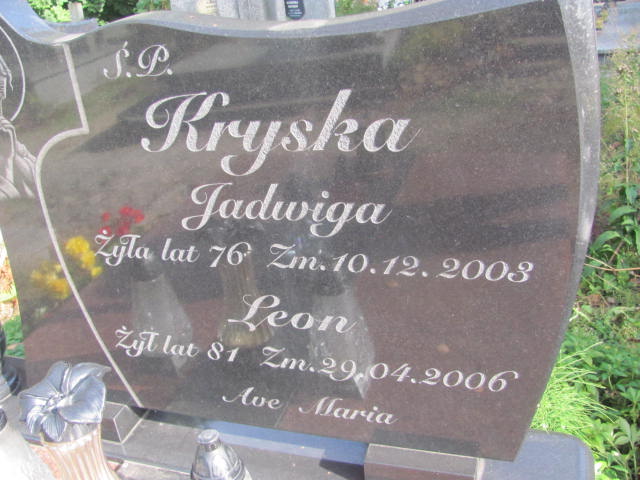 Ś.P.
Kryska
Jadwiga
Żyła lat 76 Zm. 10.12.2003
Leon
Żył lat 81 Zm. 29.04.2006
Ave Maria